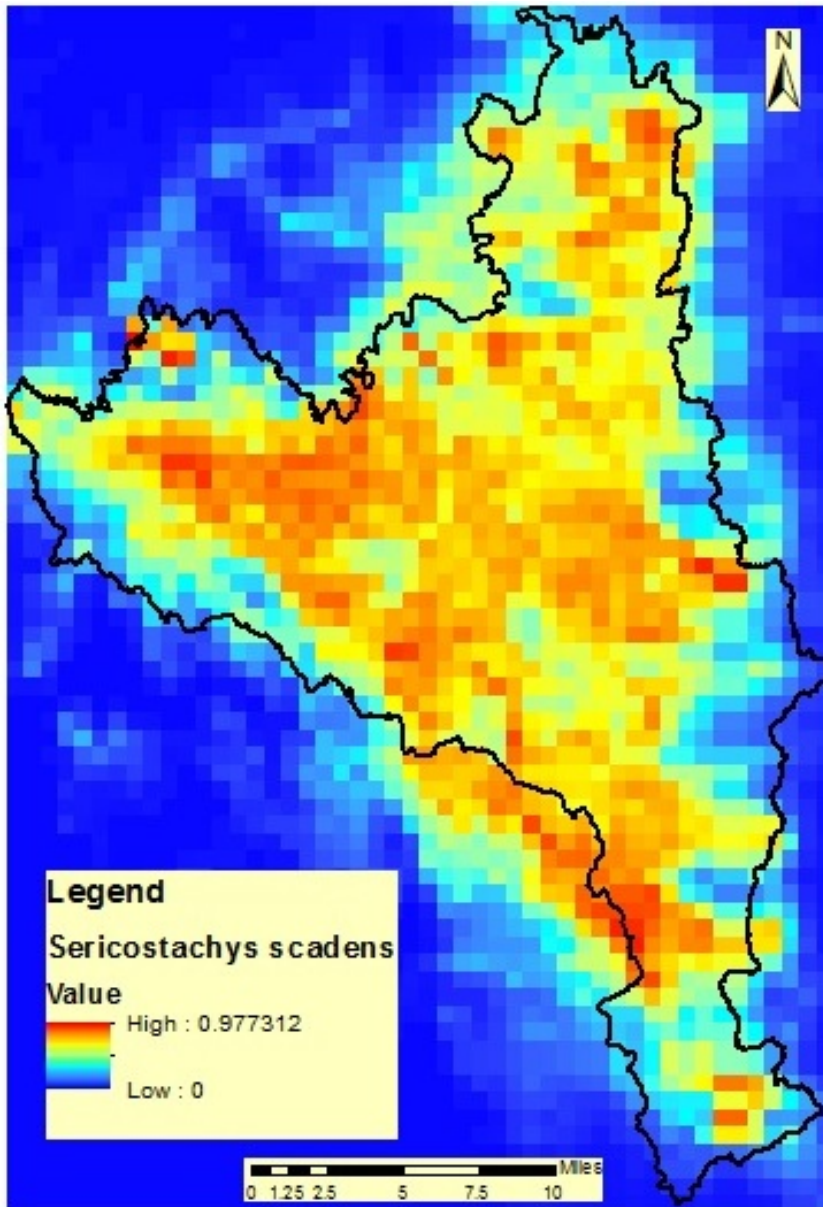 N
Legend
Sericostachys scadens
Value
High : 0.977312
Low : 0
Miles
0 1.25 2.5 5 7.5 10